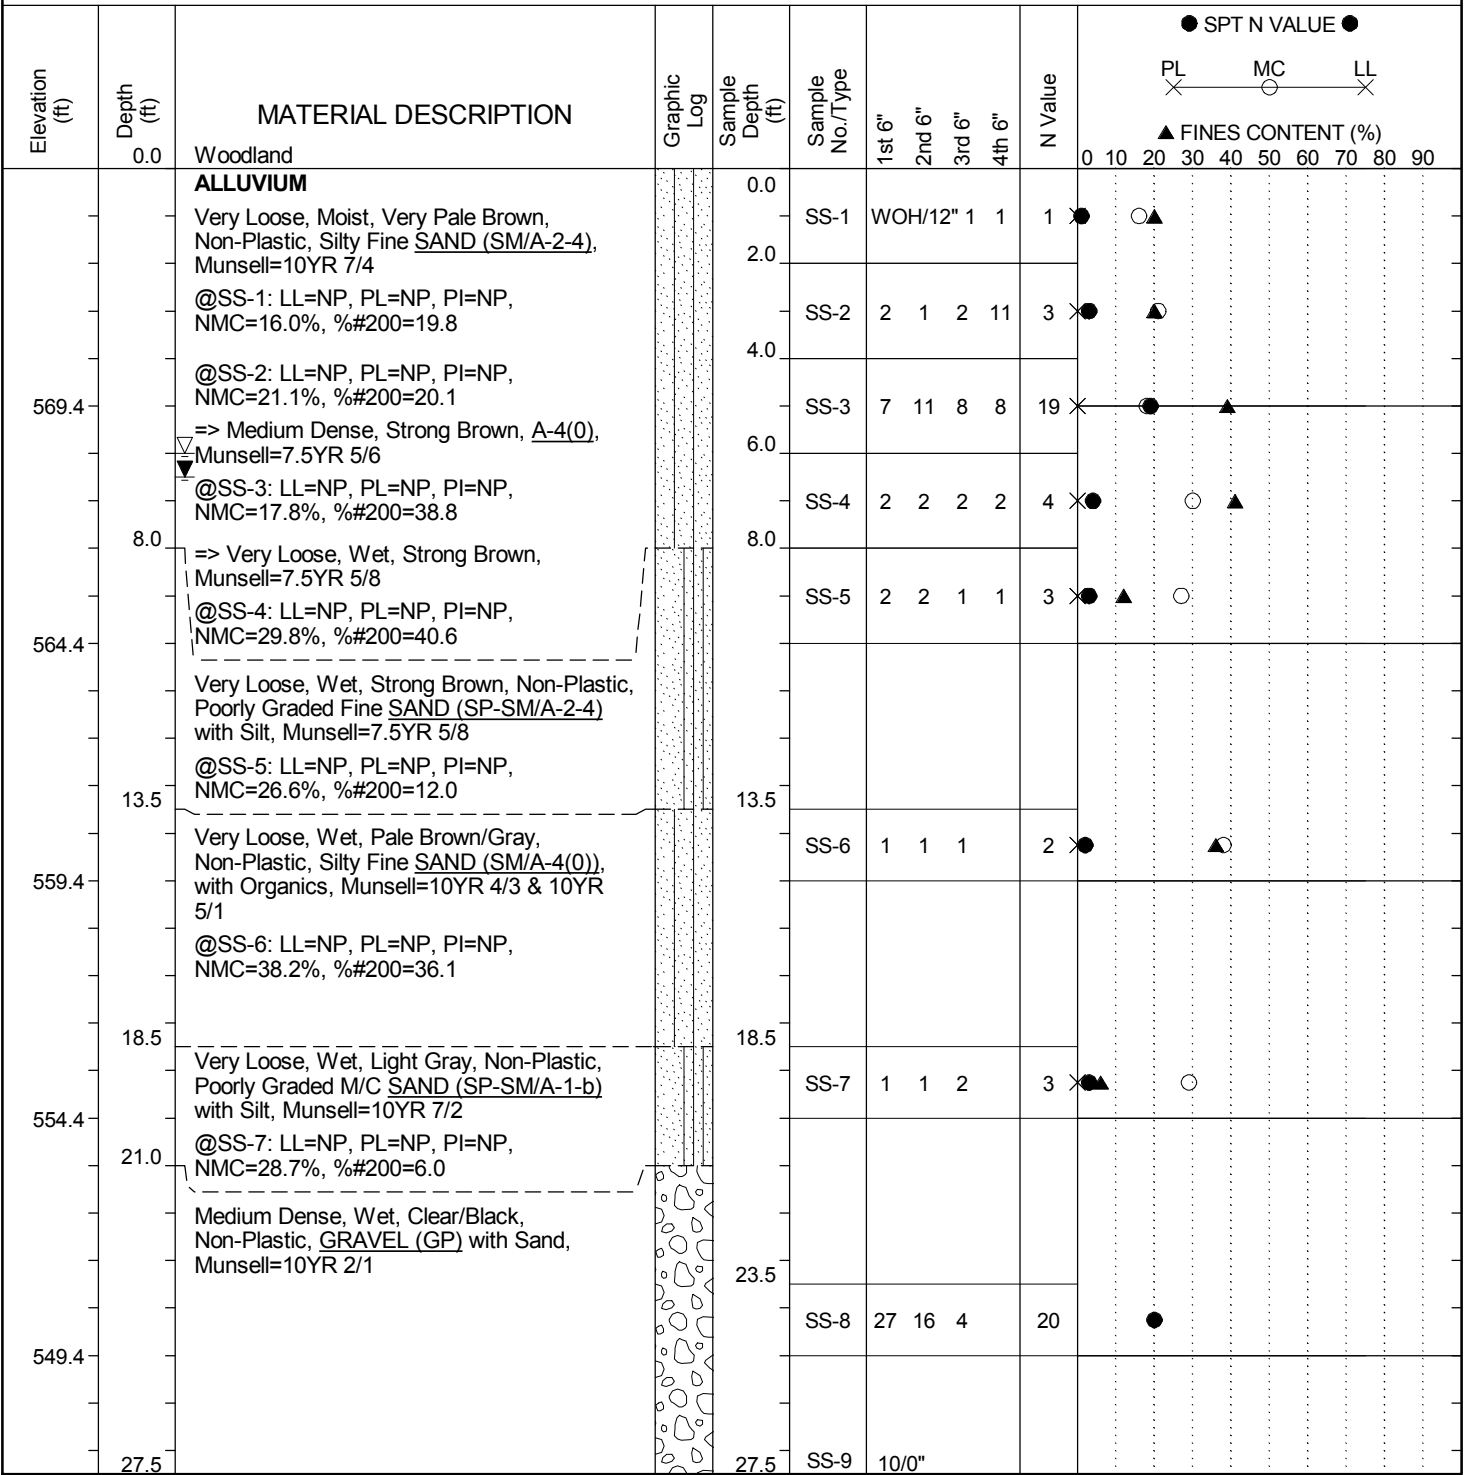 ● SPT N VALUE ●
PL MC LL
▲ FINES CONTENT (%)
0 10 20 30 40 50 60 70 80 90
Elevation (ft)
Depth (ft)
MATERIAL DESCRIPTION
Graphic Log
Sample Depth (ft)
Sample No./Type
1st 6"
2nd 6"
3rd 6"
4th 6"
N Value
0.0 Woodland
ALLUVIUM
0.0
Very Loose, Moist, Very Pale Brown,
Non-Plastic, Silty Fine SAND (SM/A-2-4),
Munsell=10YR 7/4
SS-1 WOH/12" 1 1 1
2.0
@SS-1: LL=NP, PL=NP, PI=NP,
NMC=16.0%, %#200=19.8
SS-2 2 1 2 11 3
4.0
@SS-2: LL=NP, PL=NP, PI=NP,
NMC=21.1%, %#200=20.1
569.4
SS-3 7 11 8 8 19
=> Medium Dense, Strong Brown, A-4(0),
Munsell=7.5YR 5/6
6.0
@SS-3: LL=NP, PL=NP, PI=NP,
NMC=17.8%, %#200=38.8
SS-4 2 2 2 2 4
8.0
8.0
=> Very Loose, Wet, Strong Brown,
Munsell=7.5YR 5/8
SS-5 2 2 1 1 3
@SS-4: LL=NP, PL=NP, PI=NP,
NMC=29.8%, %#200=40.6
564.4
Very Loose, Wet, Strong Brown, Non-Plastic,
Poorly Graded Fine SAND (SP-SM/A-2-4)
with Silt, Munsell=7.5YR 5/8
@SS-5: LL=NP, PL=NP, PI=NP,
NMC=26.6%, %#200=12.0
13.5
13.5
Very Loose, Wet, Pale Brown/Gray,
Non-Plastic, Silty Fine SAND (SM/A-4(0)),
with Organics, Munsell=10YR 4/3 & 10YR
5/1
SS-6 1 1 1 2
559.4
@SS-6: LL=NP, PL=NP, PI=NP,
NMC=38.2%, %#200=36.1
18.5
18.5
Very Loose, Wet, Light Gray, Non-Plastic,
Poorly Graded M/C SAND (SP-SM/A-1-b)
with Silt, Munsell=10YR 7/2
SS-7 1 1 2 3
554.4
@SS-7: LL=NP, PL=NP, PI=NP,
NMC=28.7%, %#200=6.0
21.0
Medium Dense, Wet, Clear/Black,
Non-Plastic, GRAVEL (GP) with Sand,
Munsell=10YR 2/1
23.5
SS-8 27 16 4 20
549.4
27.5
27.5
SS-9 10/0"